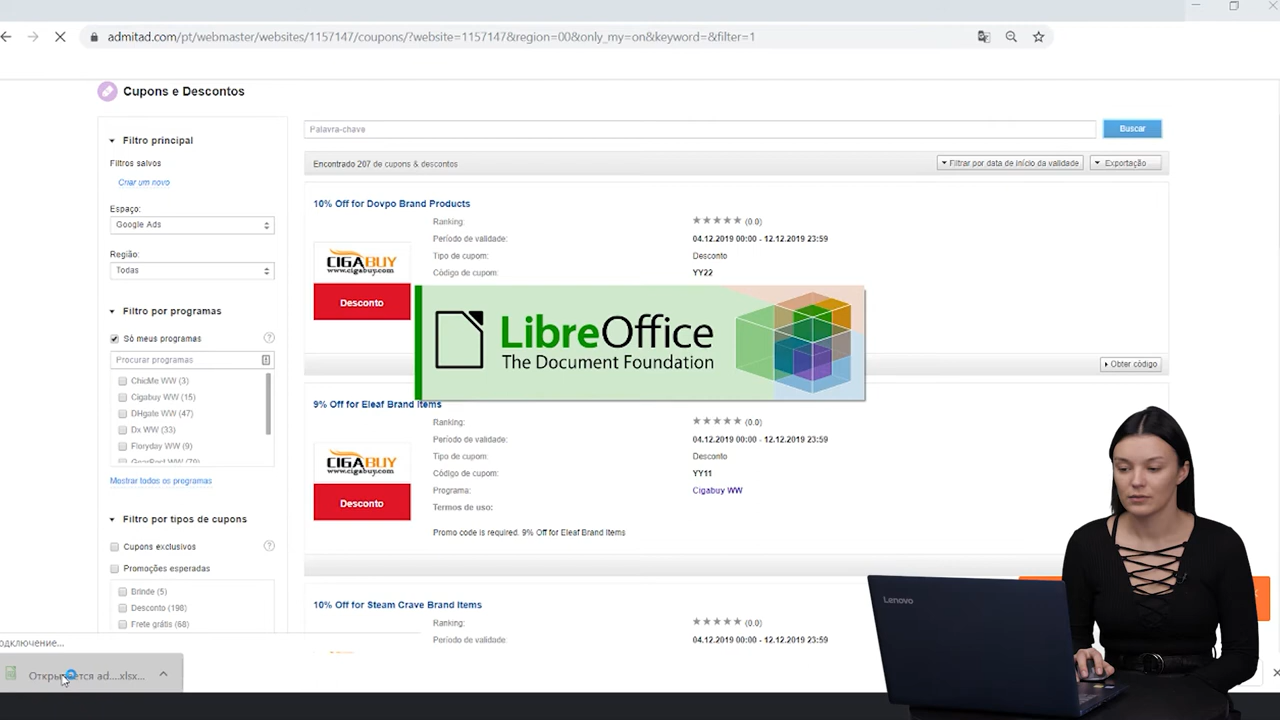 admitad.com/pt/webmaster/websites/1157147/coupons/?website=1157147&region=00&only_my=on&keyword=&filter=1
Cupons e Descontos
Filtro principal
Filtros salvos
Criar um novo
Espaço:
Google Ads
Região:
Todas
Filtro por programas
Só meus programas
Procurar programas
ChicMe WW (3)
Cigabuy WW (15)
DHgate WW (47)
Dx WW (33)
Floryday WW (9)
GearBest WW (79)
Mostrar todos os programas
Filtro por tipos de cupons
Cupons exclusivos
Promoções esperadas
Brinde (5)
Desconto (198)
Frete grátis (68)
Palavra-chave
Buscar
Encontrado 207 de cupons & descontos
Filtrar por data de início da validade
Exportação
10% Off for Dovpo Brand Products
CIGABUY
www.cigabuy.com
Desconto
Ranking: (0.0)
Período de validade: 04.12.2019 00:00 - 12.12.2019 23:59
Tipo de cupom: Desconto
Código de cupom: YY22
LibreOffice
The Document Foundation
Obter código
9% Off for Eleaf Brand Items
CIGABUY
www.cigabuy.com
Desconto
Ranking: (0.0)
Período de validade: 04.12.2019 00:00 - 12.12.2019 23:59
Tipo de cupom: Desconto
Código de cupom: YY11
Programa: Cigabuy WW
Termos de uso:
Promo code is required. 9% Off for Eleaf Brand Items
10% Off for Steam Crave Brand Items
Ranking: (0.0)
Período de validade 04.12.2019 00:00 - 12.12.2019 23:59
одключение...
Открывается ad....xlsx...
Lenovo